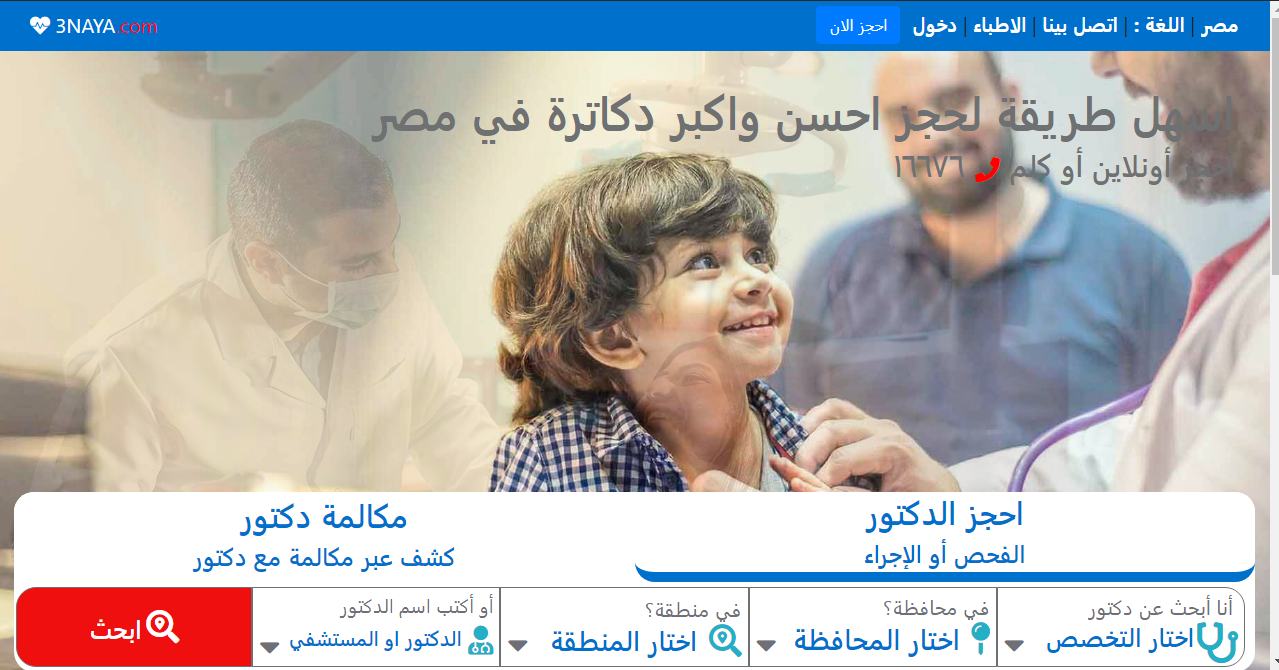 3NAYA.com
مصر | اللغة : | اتصل بينا | الاطباء | دخول
احجز الان
اسهل طريقة لحجز احسن واكبر دكاترة في مصر
احجز أونلاين أو كلم ١٦٦٧٦
احجز الدكتور
الفحص أو الإجراء
مكالمة دكتور
كشف عبر مكالمة مع دكتور
أنا أبحث عن دكتور
اختار التخصص
في محافظة؟
اختار المحافظة
في منطقة؟
اختار المنطقة
أو أكتب اسم الدكتور
الدكتور او المستشفي
ابحث